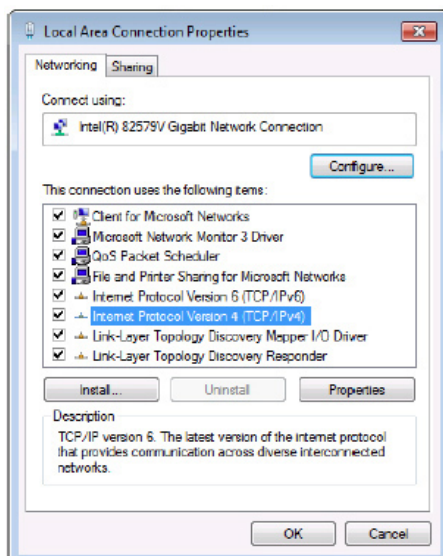 Local Area Connection Properties
Networking
Sharing
Connect using:
Intel(R) 82579V Gigabit Network Connection
Configure...
This connection uses the following items:
Client for Microsoft Networks
Microsoft Network Monitor 3 Driver
QoS Packet Scheduler
File and Printer Sharing for Microsoft Networks
Internet Protocol Version 6 (TCP/IPv6)
Internet Protocol Version 4 (TCP/IPv4)
Link-Layer Topology Discovery Mapper I/O Driver
Link-Layer Topology Discovery Responder
Install...
Uninstall
Properties
Description
TCP/IP version 6. The latest version of the internet protocol
that provides communication across diverse interconnected
networks.
OK
Cancel